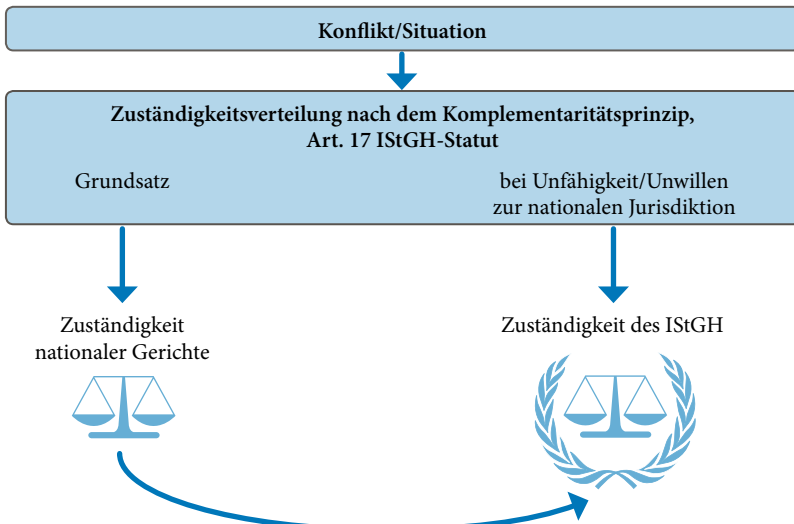 Konflikt/Situation
Zuständigkeitsverteilung nach dem Komplementaritätsprinzip,
Art. 17 IStGH-Statut
Grundsatz
bei Unfähigkeit/Unwillen
zur nationalen Jurisdiktion
Zuständigkeit
nationaler Gerichte
Zuständigkeit des IStGH